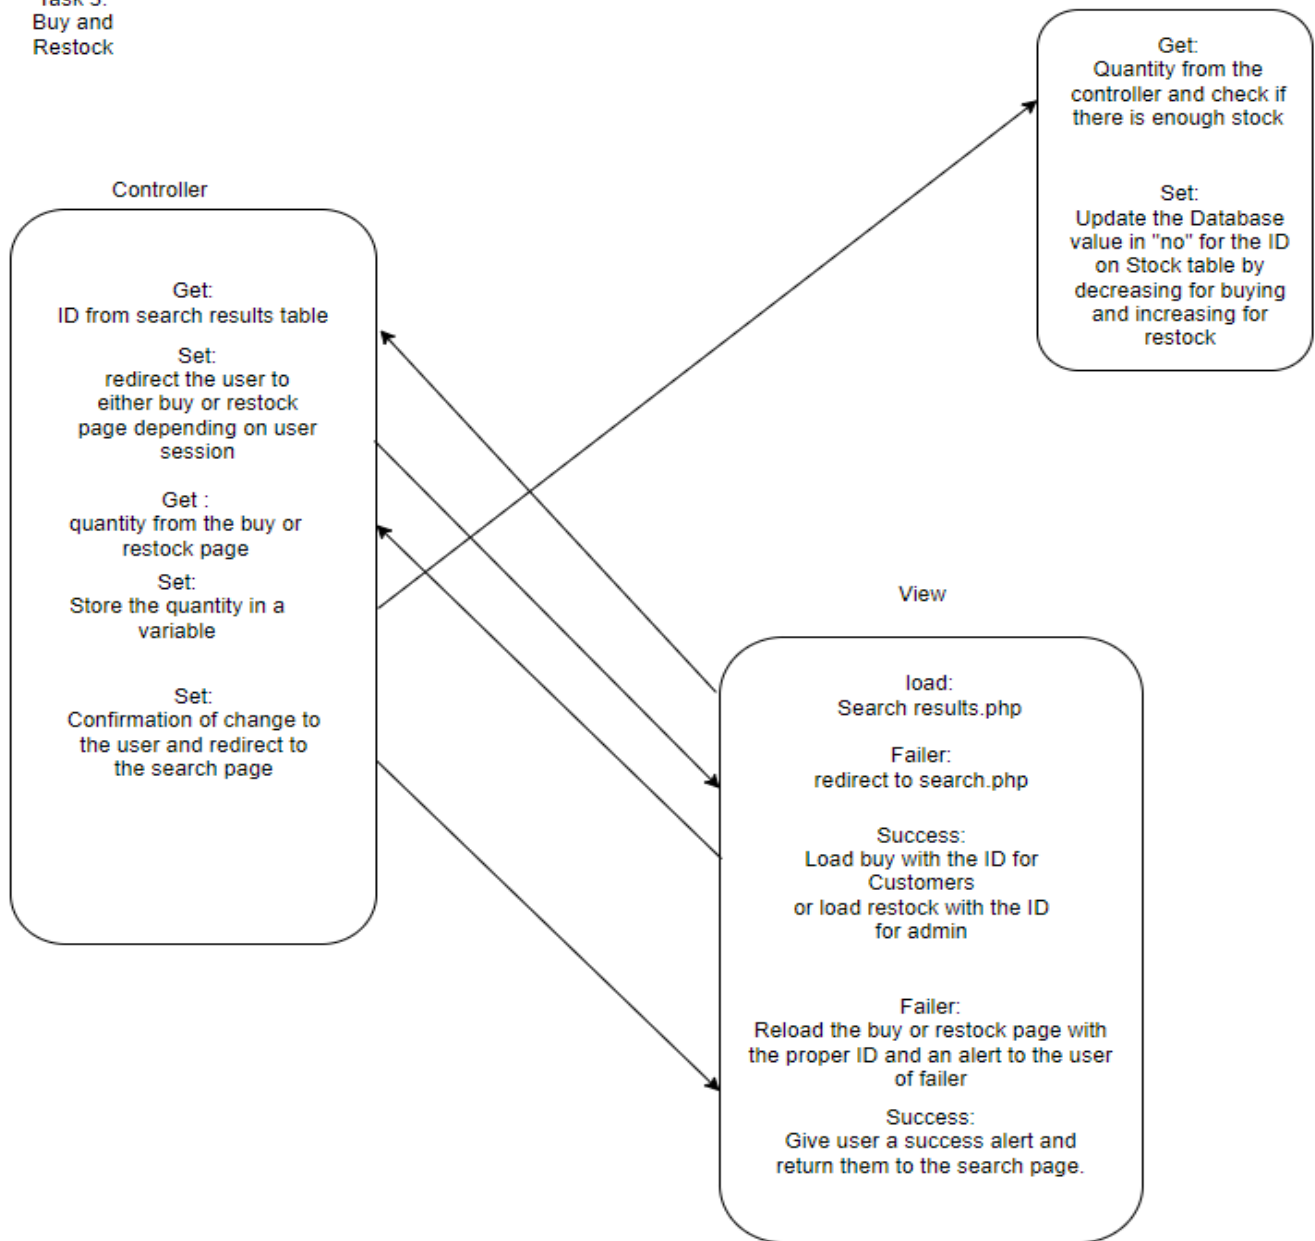 Task 3:
Buy and
Restock
Get:
Quantity from the
controller and check if
there is enough stock
Set:
Update the Database
value in "no" for the ID
on Stock table by
decreasing for buying
and increasing for
restock
Controller
Get:
ID from search results table
Set:
redirect the user to
either buy or restock
page depending on user
session
Get :
quantity from the buy or
restock page
Set:
Store the quantity in a
variable
Set:
Confirmation of change to
the user and redirect to
the search page
View
load:
Search results.php
Failer:
redirect to search.php
Success:
Load buy with the ID for
Customers
or load restock with the ID
for admin
Failer:
Reload the buy or restock page with
the proper ID and an alert to the user
of failer
Success:
Give user a success alert and
return them to the search page.